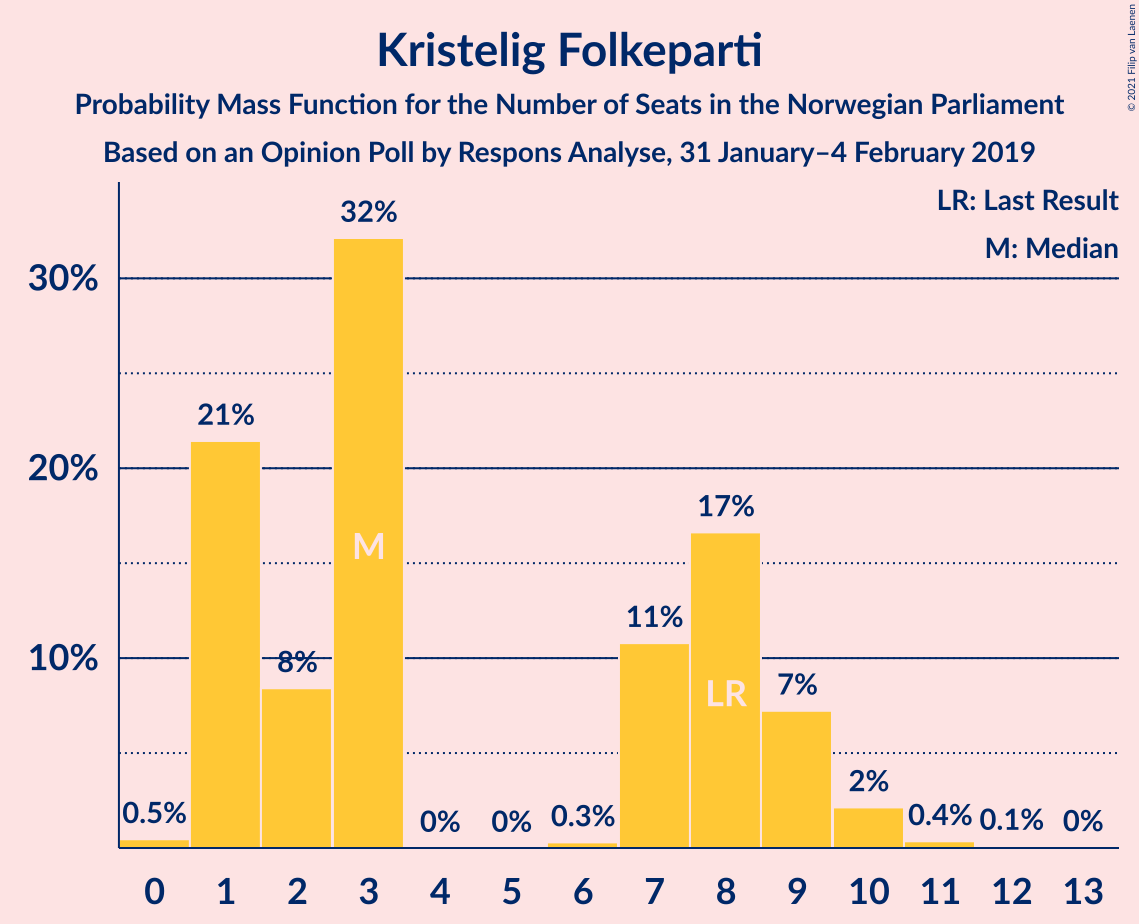 Kristelig Folkeparti
Probability Mass Function for the Number of Seats in the Norwegian Parliament
Based on an Opinion Poll by Respons Analyse, 31 January–4 February 2019
© 2021 Filip van Laenen
LR: Last Result
M: Median
32%
30%
21%
20%
17%
M
11%
10%
8%
LR
7%
2%
0.5%
0%
0%
0.3%
0.4%
0.1%
0%
0 1 2 3 4 5 6 7 8 9 10 11 12 13